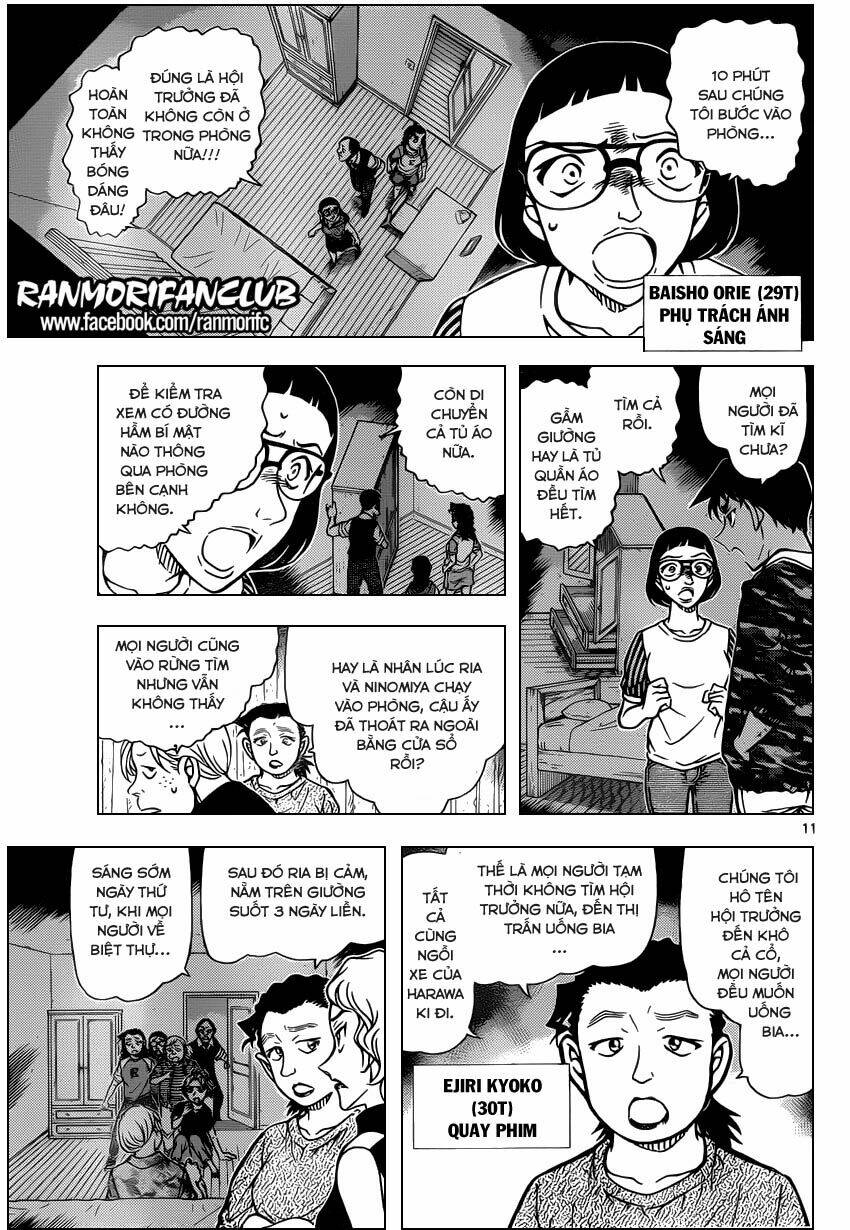 10 PHÚT
SAU CHÚNG
TÔI BƯỚC VÀO
PHÒNG...
ĐÚNG LÀ HỘI
TRƯỞNG ĐÃ
KHÔNG CÒN Ở
TRONG PHÒNG
NỮA!!!
HOÀN
TOÀN
KHÔNG
THẤY
BÓNG
DÁNG
ĐÂU!
RANMORIFANCLUB
www.facebook.com/ranmorifc
BAISHO ORIE (29T)
PHỤ TRÁCH ÁNH
SÁNG
MỌI
NGƯỜI ĐÃ
TÌM KĨ
CHƯA?
TÌM CẢ
RỒI.
GẦM
GIƯỜNG
HAY LÀ TỦ
QUẦN ÁO
ĐỀU TÌM
HẾT.
CÒN DI
CHUYỂN
CẢ TỦ ÁO
NỮA.
ĐỂ KIỂM TRA
XEM CÓ ĐƯỜNG
HẦM BÍ MẬT
NÀO THÔNG
QUA PHÒNG
BÊN CẠNH
KHÔNG.
HAY LÀ NHÂN LÚC RIA
VÀ NINOMIYA CHẠY
VÀO PHÒNG, CẬU ẤY
ĐÃ THOÁT RA NGOÀI
BẰNG CỬA SỔ
RỒI?
MỌI NGƯỜI CŨNG
VÀO RỪNG TÌM
NHƯNG VẪN
KHÔNG THẤY
...
11
CHÚNG TÔI
HÔ TÊN
HỘI TRƯỞNG
ĐẾN KHÔ
CẢ CỔ,
MỌI NGƯỜI
ĐỀU MUỐN
UỐNG
BIA...
THẾ LÀ MỌI NGƯỜI TẠM
THỜI KHÔNG TÌM HỘI
TRƯỞNG NỮA, ĐẾN THỊ
TRẤN UỐNG BIA
...
TẤT
CẢ
CÙNG
NGỒI
XE CỦA
HARAWA
KI ĐI.
EJIRI KYOKO
(30T)
QUAY PHIM
SAU ĐÓ RIA BỊ CẢM,
NẰM TRÊN GIƯỜNG
SUỐT 3 NGÀY LIỀN.
SÁNG SỚM
NGÀY THỨ
TƯ, KHI MỌI
NGƯỜI VỀ
BIỆT THỰ...